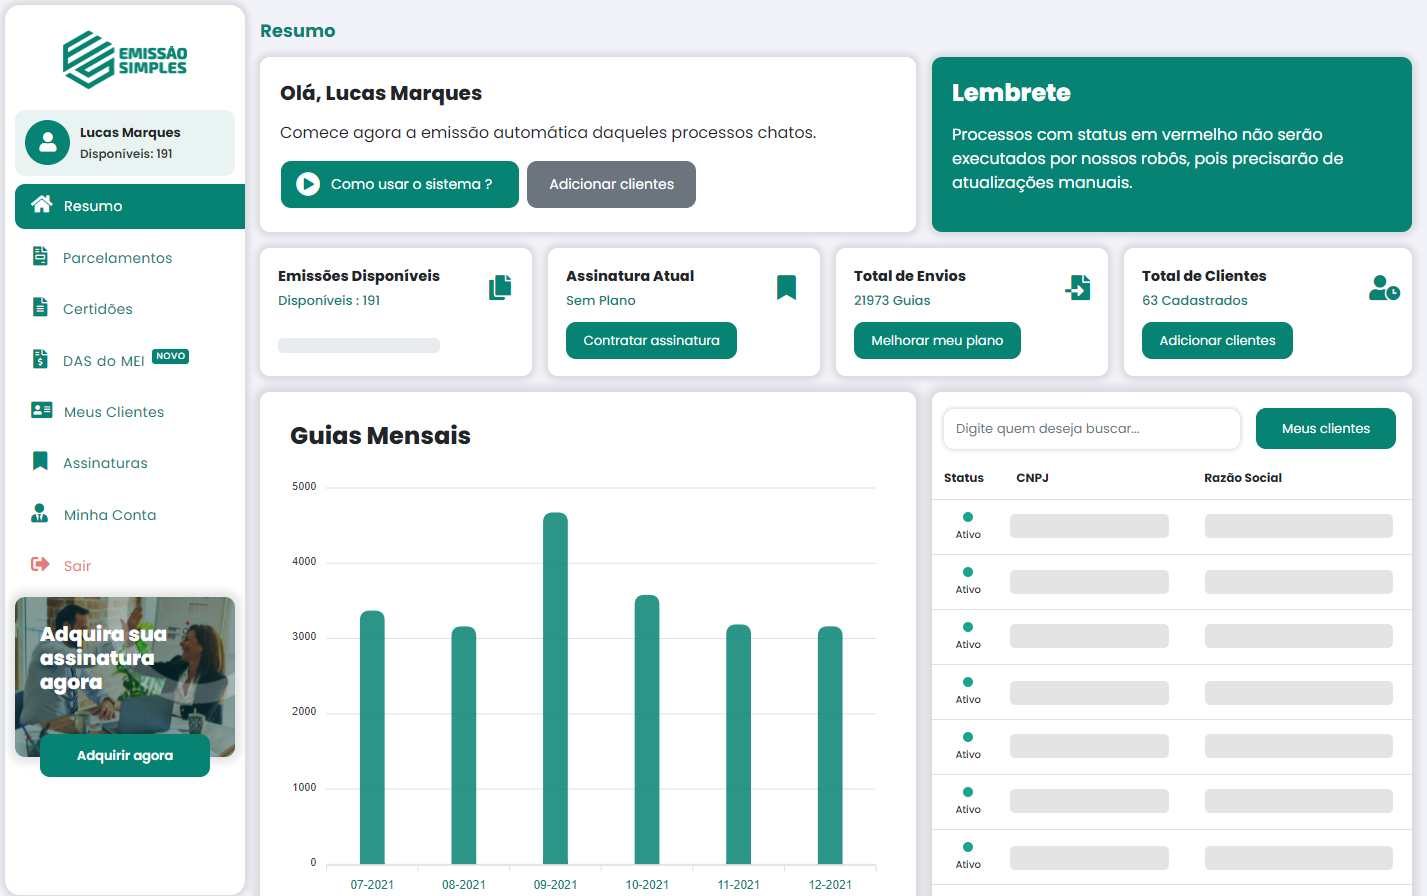 EMISSÃO
SIMPLES
Lucas Marques
Disponíveis: 191
Resumo
Parcelamentos
Certidões
DAS do MEI NOVO
Meus Clientes
Assinaturas
Minha Conta
Sair
Adquira sua
assinatura
agora
Adquirir agora
Resumo
Olá, Lucas Marques
Comece agora a emissão automática daqueles processos chatos.
Como usar o sistema ?
Adicionar clientes
Lembrete
Processos com status em vermelho não serão
executados por nossos robôs, pois precisarão de
atualizações manuais.
Emissões Disponíveis
Disponíveis : 191
Assinatura Atual
Sem Plano
Contratar assinatura
Total de Envios
21973 Guias
Melhorar meu plano
Total de Clientes
63 Cadastrados
Adicionar clientes
Guias Mensais
5000
4000
3000
2000
1000
0
07-2021 08-2021 09-2021 10-2021 11-2021 12-2021
Digite quem deseja buscar...
Meus clientes
Status CNPJ Razão Social
Ativo
Ativo
Ativo
Ativo
Ativo
Ativo
Ativo